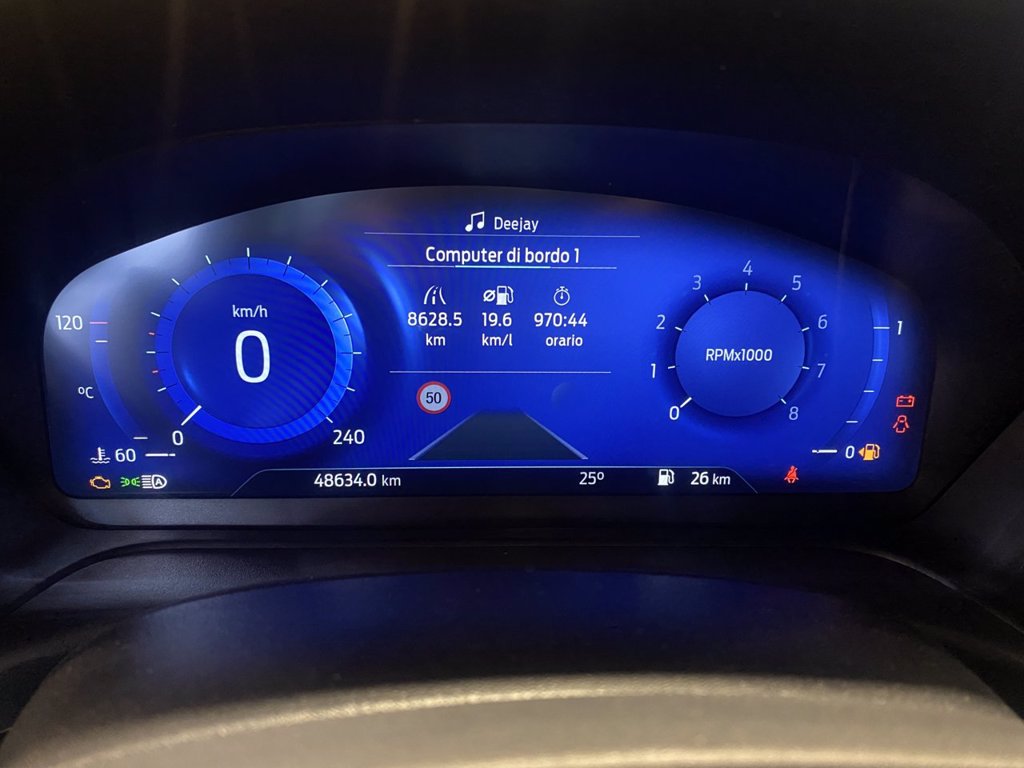 Deejay
Computer di bordo 1
8628.5 19.6 970:44
km km/l orario
50
120
ºC
60
km/h
0
0 240
0 1 2 3 4 5 6 7 8
RPMx1000
1
0
A
48634.0 km 25º 26 km